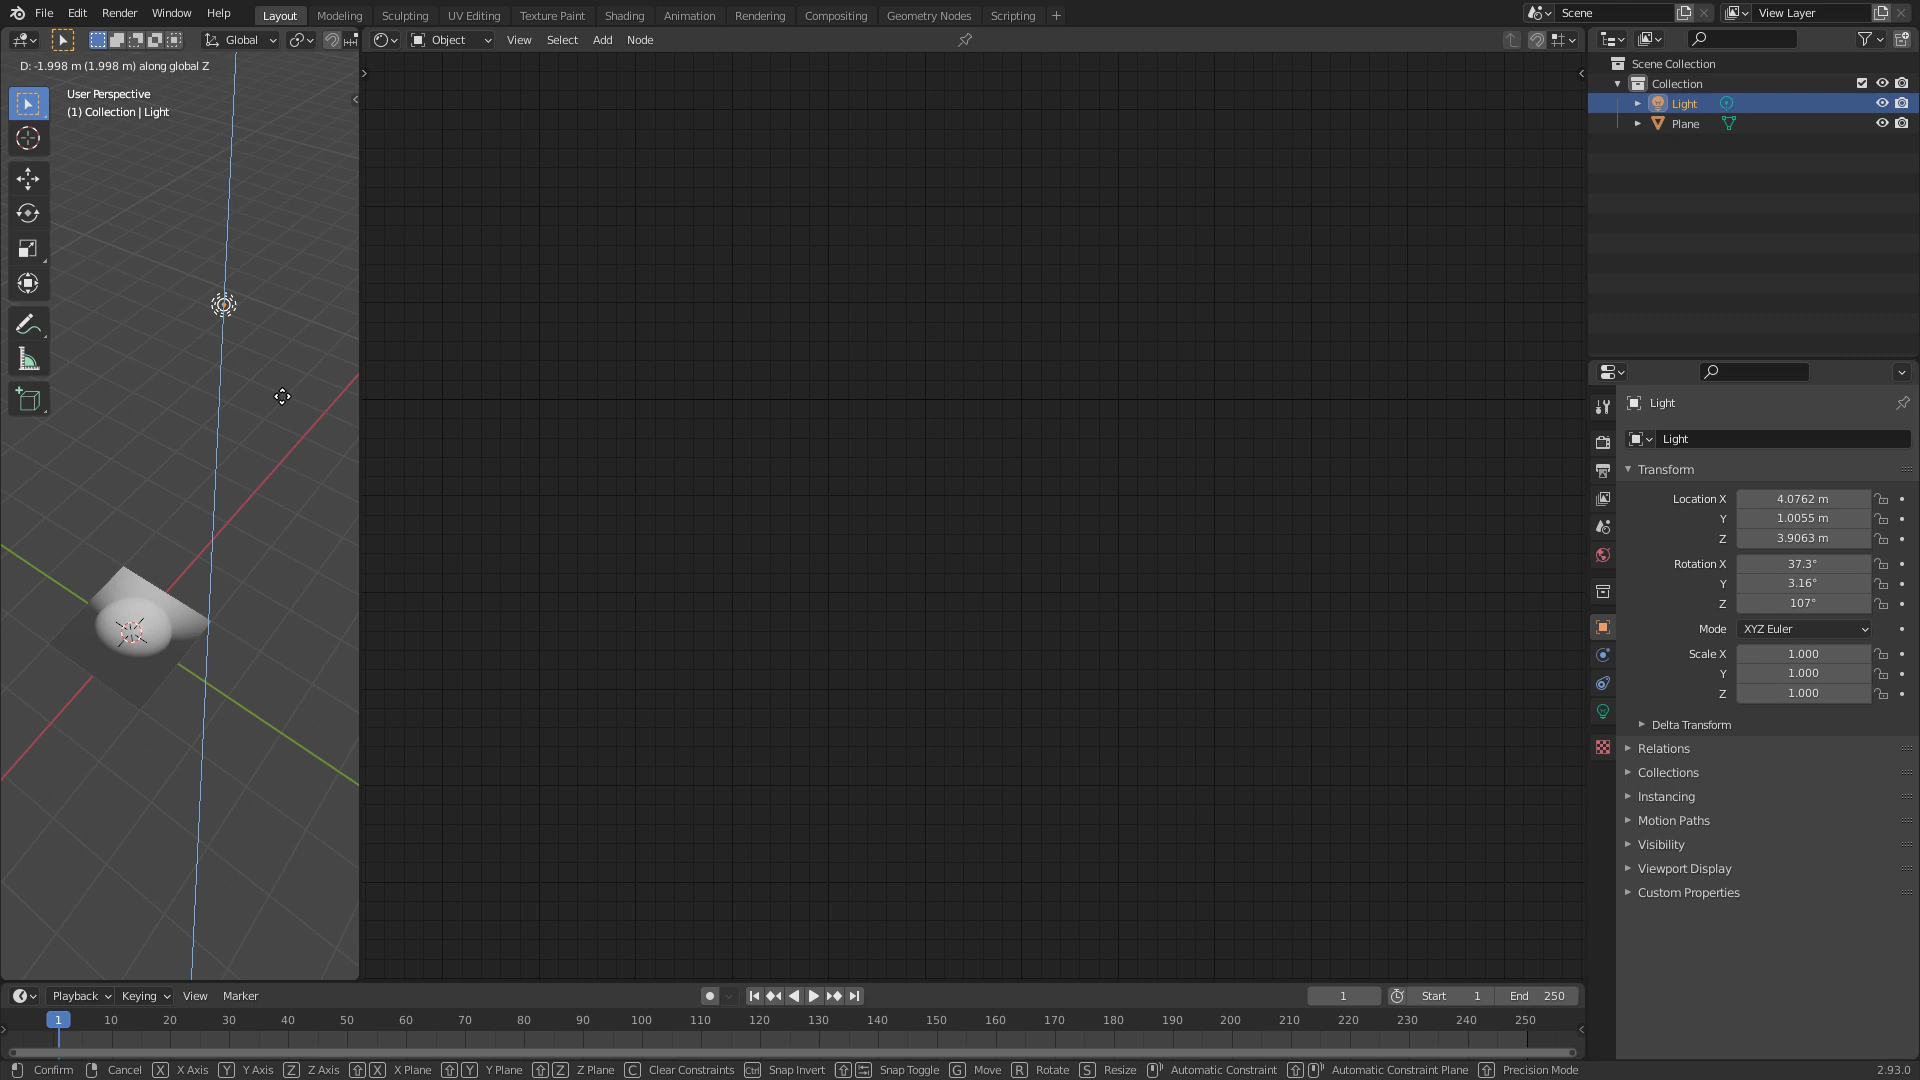 File Edit Render Window Help Layout Modeling Sculpting UV Editing Texture Paint Shading Animation Rendering Compositing Geometry Nodes Scripting + Scene View Layer
Global Object View Select Add Node
D: -1.998 m (1.998 m) along global Z
User Perspective
(1) Collection | Light
Scene Collection
Collection
Light
Plane
Light
Light
Transform
Location X 4.0762 m
Y 1.0055 m
Z 3.9063 m
Rotation X 37.3°
Y 3.16°
Z 107°
Mode XYZ Euler
Scale X 1.000
Y 1.000
Z 1.000
Delta Transform
Relations
Collections
Instancing
Motion Paths
Visibility
Viewport Display
Custom Properties
Playback Keying View Marker 1 Start 1 End 250
1 10 20 30 40 50 60 70 80 90 100 110 120 130 140 150 160 170 180 190 200 210 220 230 240 250
Confirm Cancel X X Axis Y Y Axis Z Z Axis X X Plane Y Y Plane Z Z Plane C Clear Constraints Ctrl Snap Invert Snap Toggle G Move R Rotate S Resize Automatic Constraint Automatic Constraint Plane Precision Mode 2.93.0